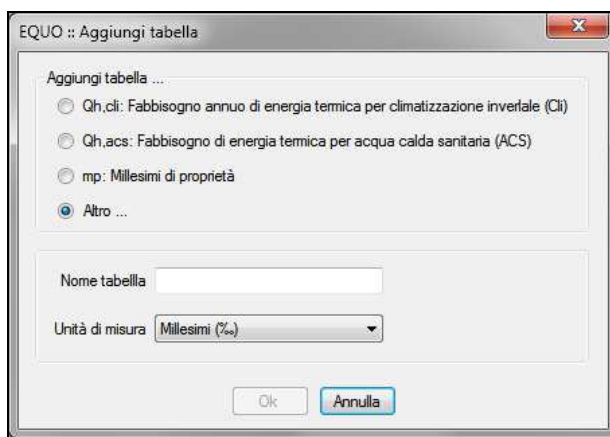 EQUO :: Aggiungi tabella
Aggiungi tabella ...
Qh,cli: Fabbisogno annuo di energia termica per climatizzazione inverlale (Cli)
Qh,acs: Fabbisogno di energia termica per acqua calda sanitaria (ACS)
mp: Millesimi di proprietà
Altro ...
Nome tabellla
Unità di misura Millesimi (‰)
Ok Annulla